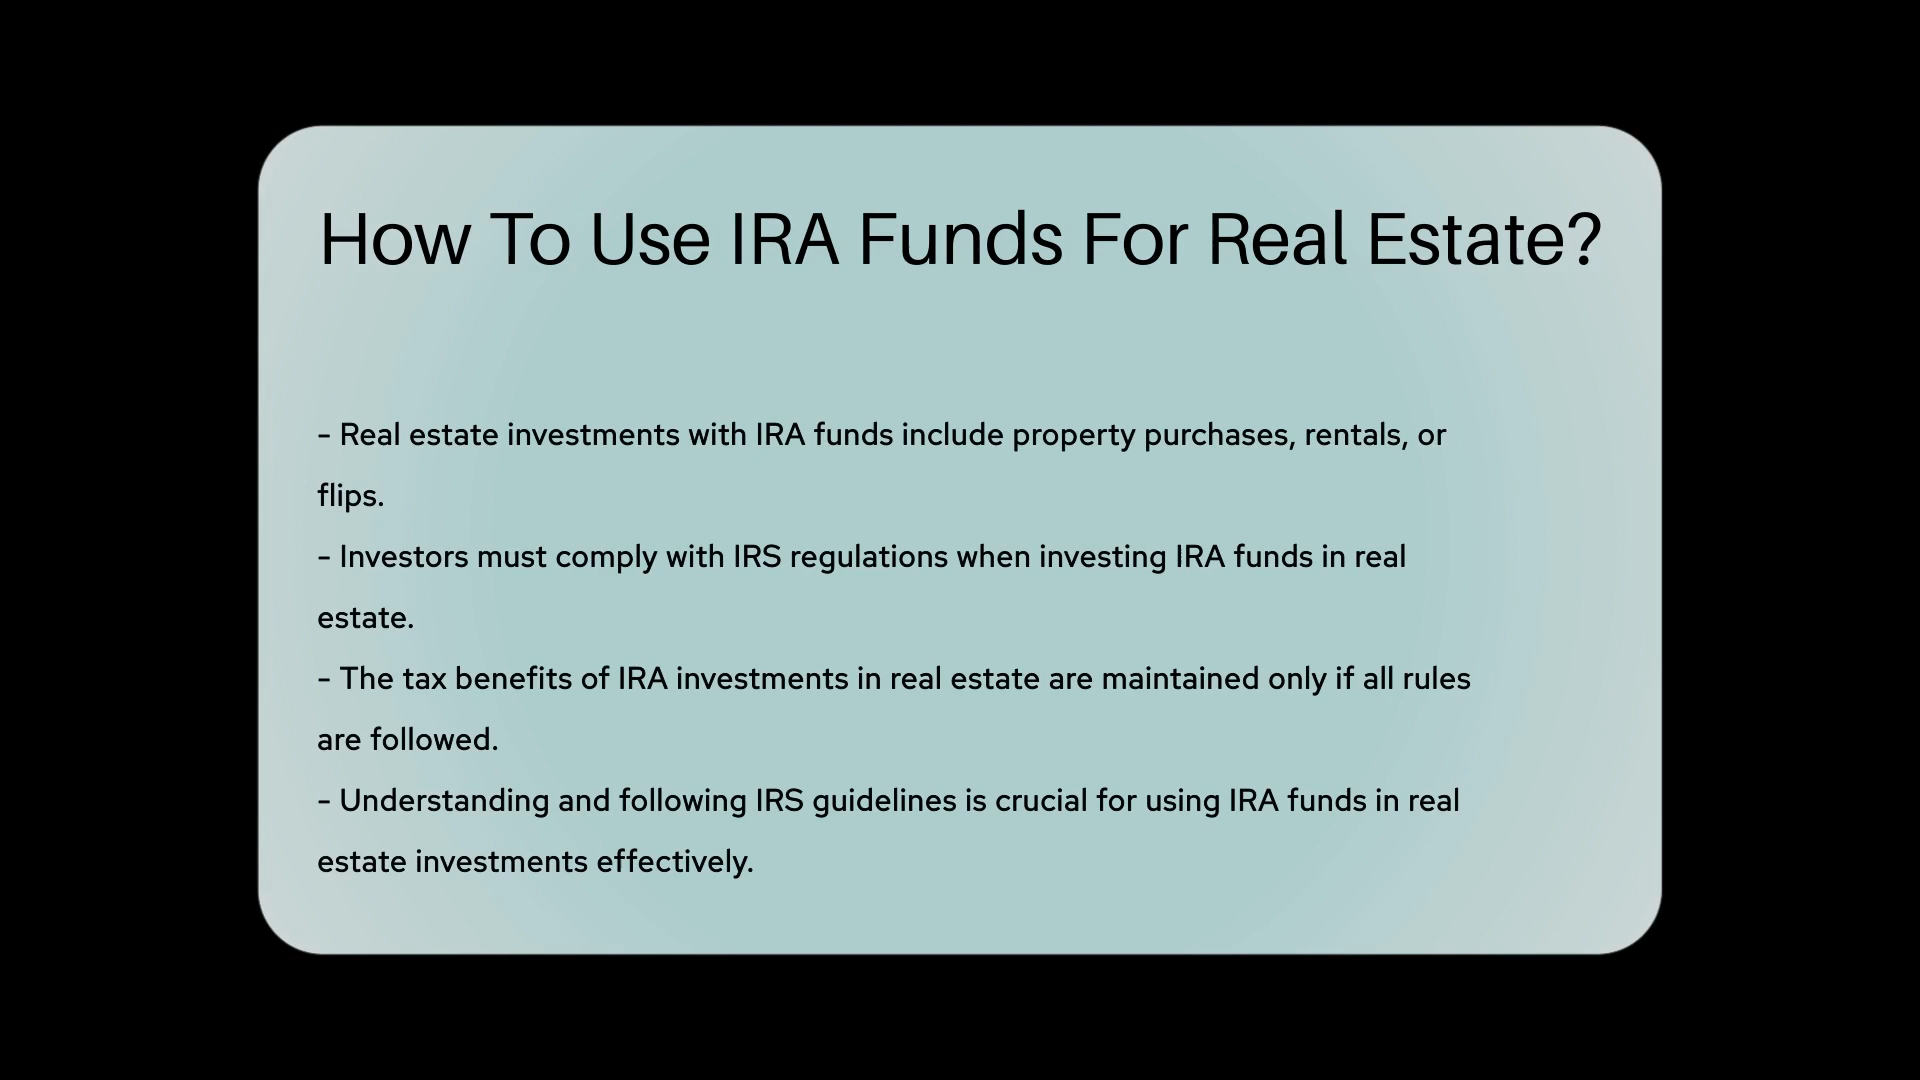 How To Use IRA Funds For Real Estate?
- Real estate investments with IRA funds include property purchases, rentals, or
flips.
- Investors must comply with IRS regulations when investing IRA funds in real
estate.
- The tax benefits of IRA investments in real estate are maintained only if all rules
are followed.
- Understanding and following IRS guidelines is crucial for using IRA funds in real
estate investments effectively.